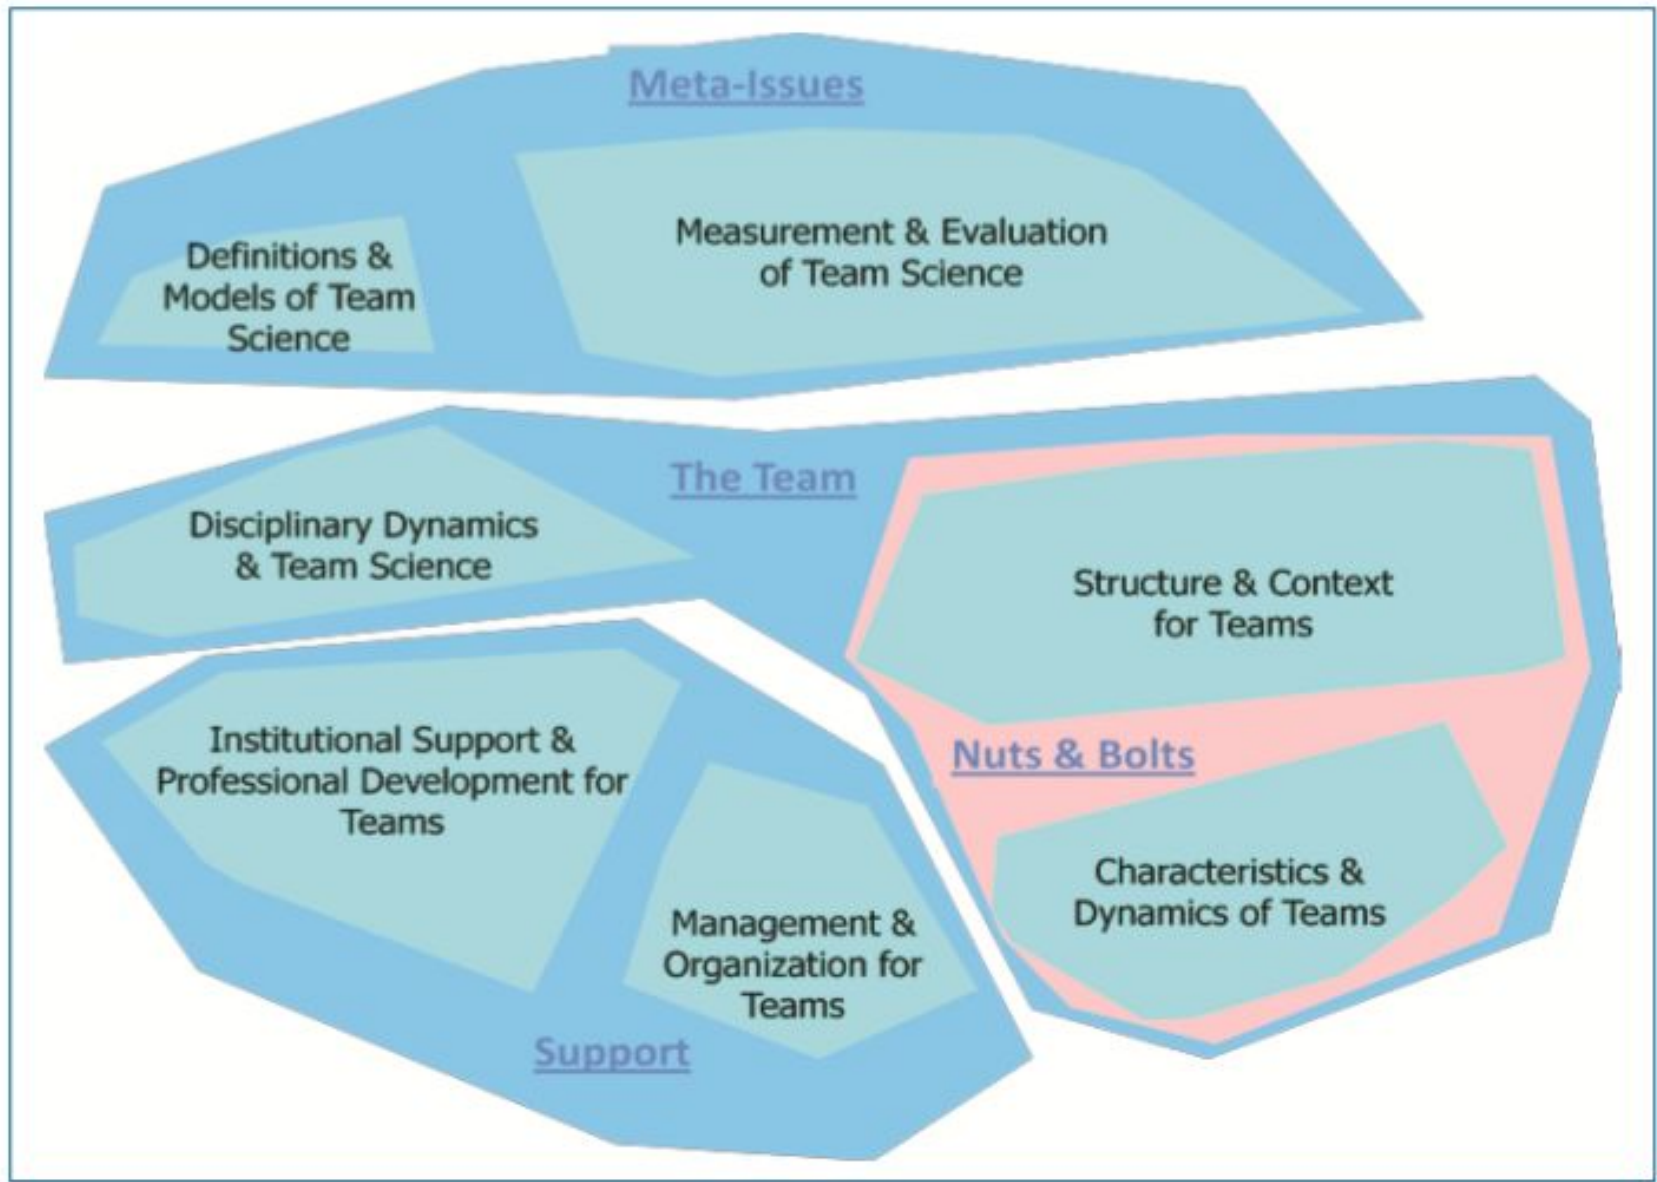 Meta-Issues
Definitions &
Models of Team
Science
Measurement & Evaluation
of Team Science
The Team
Disciplinary Dynamics
& Team Science
Structure & Context
for Teams
Nuts & Bolts
Characteristics &
Dynamics of Teams
Institutional Support &
Professional Development for
Teams
Management &
Organization for
Teams
Support